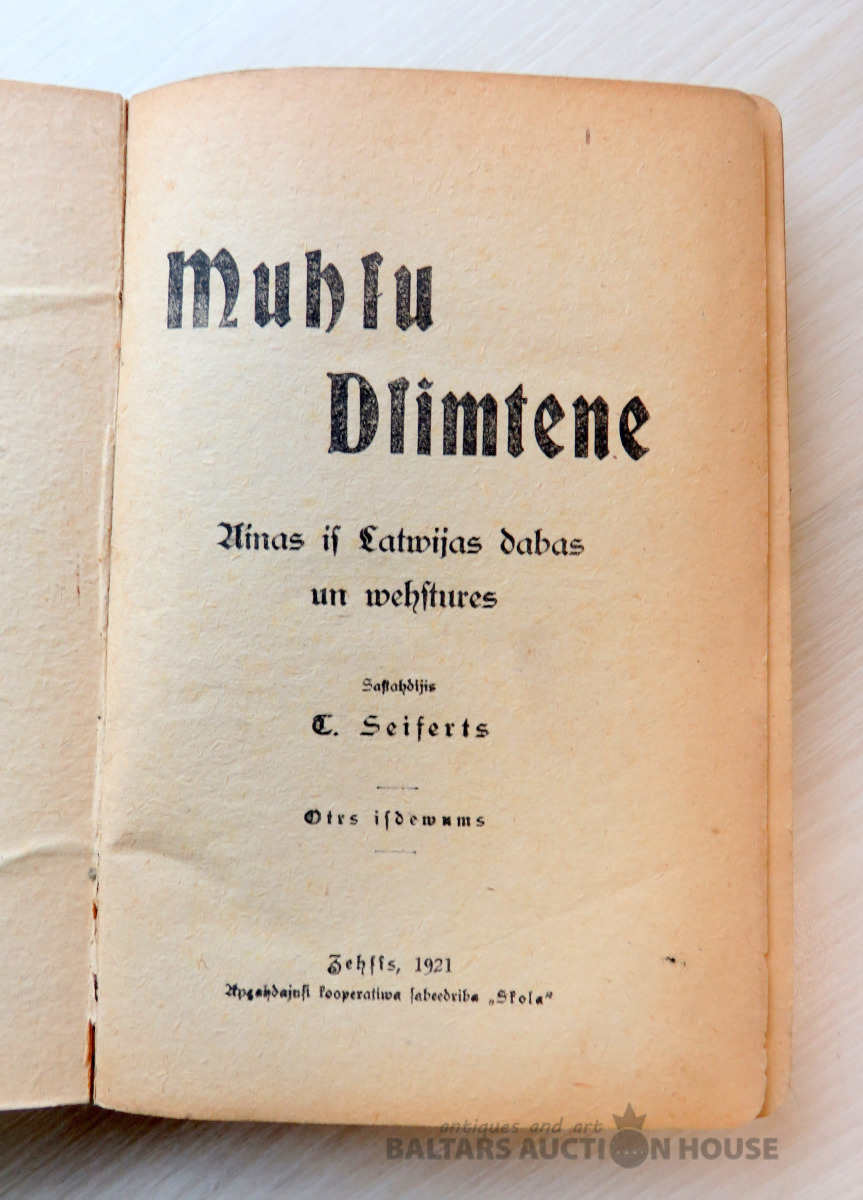 Muhſu
Dſimtene
Ainas iſ Latwijas dabas
un wehſtures
Saſtahdijis
T. Seiferts
Otrs iſdewums
Zehſis, 1921
Apgahdajuſi kooperatiwa ſabeedriba „Skola“
antiques and art
BALTARS AUCTION HOUSE